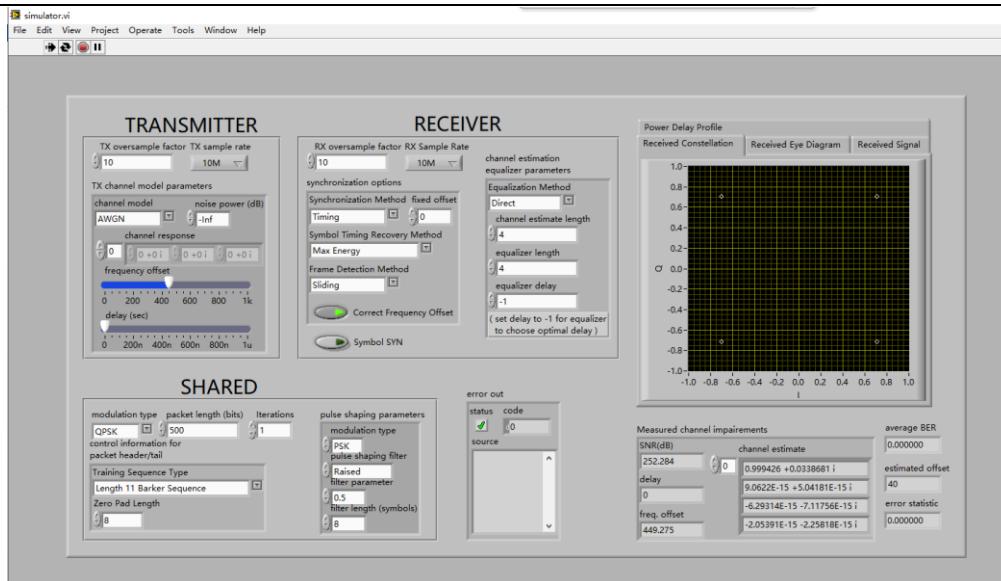 simulator.vi
File Edit View Project Operate Tools Window Help
TRANSMITTER
TX oversample factor TX sample rate
10 10M
TX channel model parameters
channel model noise power (dB)
AWGN -Inf
channel response
0 0 +0 i 0 +0 i 0 +0 i
frequency offset
0 200 400 600 800 1k
delay (sec)
0 200n 400n 600n 800n 1u
RECEIVER
RX oversample factor RX Sample Rate
10 10M
synchronization options
Synchronization Method fixed offset
Timing 0
Symbol Timing Recovery Method
Max Energy
Frame Detection Method
Sliding
Correct Frequency Offset
Symbol SYN
channel estimation
equalizer parameters
Equalization Method
Direct
channel estimate length
4
equalizer length
4
equalizer delay
-1
( set delay to -1 for equalizer
to choose optimal delay )
Power Delay Profile
Received Constellation Received Eye Diagram Received Signal
1.0
0.8
0.6
0.4
0.2
Q 0.0
-0.2
-0.4
-0.6
-0.8
-1.0
-1.0 -0.8 -0.6 -0.4 -0.2 0.0 0.2 0.4 0.6 0.8 1.0
I
SHARED
modulation type packet length (bits) Iterations
QPSK 500 1
control information for
packet header/tail
Training Sequence Type
Length 11 Barker Sequence
Zero Pad Length
8
pulse shaping parameters
modulation type
PSK
pulse shaping filter
Raised
filter parameter
0.5
filter length (symbols)
8
error out
status code
0
source
Measured channel impairements
SNR(dB)
252.284
delay
0
freq. offset
449.275
channel estimate
0 0.999426 +0.0338681 i
9.0622E-15 +5.04181E-15 i
-6.29314E-15 -7.11756E-15 i
-2.05391E-15 -2.25818E-15 i
average BER
0.000000
estimated offset
40
error statistic
0.000000